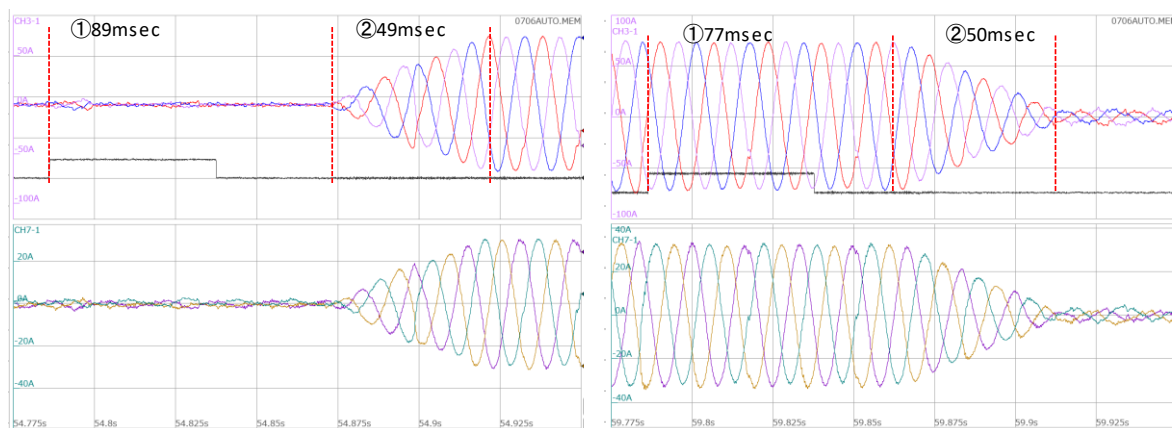 CH3-1
①89msec
②49msec
0706AUTO.MEM
50A
0A
-50A
-100A
CH7-1
20A
0A
-20A
-40A
54.775s
54.8s
54.825s
54.85s
54.875s
54.9s
54.925s
100A
CH3-1
①77msec
②50msec
0706AUTO.MEM
50A
0A
-50A
-100A
40A
CH7-1
20A
0A
-20A
-40A
59.775s
59.8s
59.825s
59.85s
59.875s
59.9s
59.925s